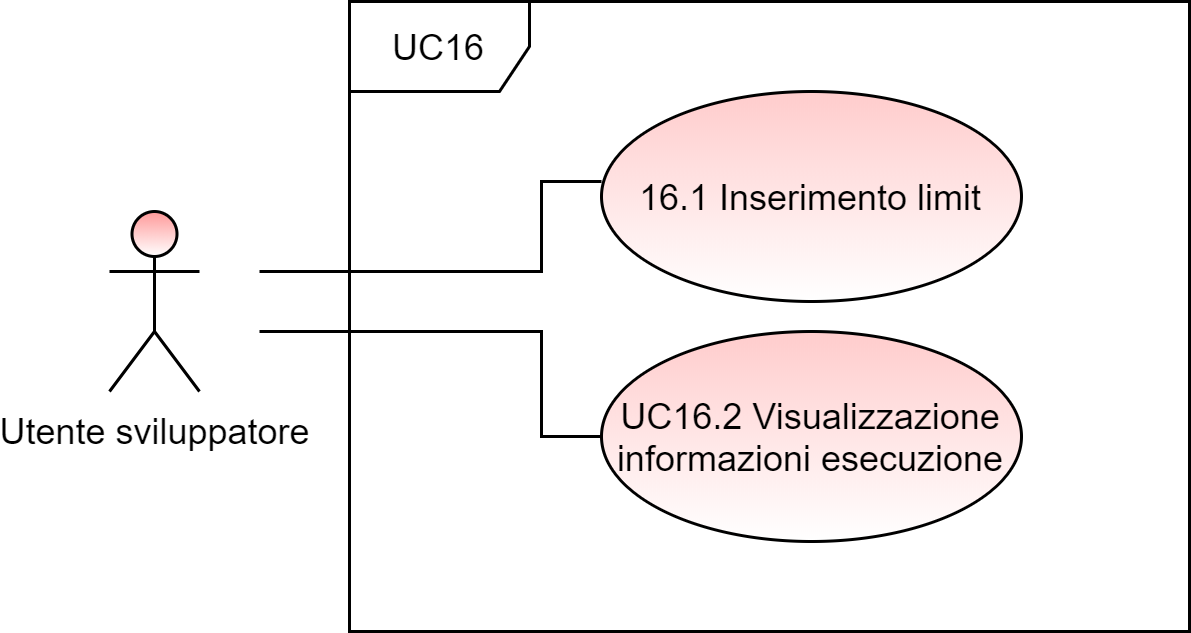 UC16
16.1 Inserimento limit
Utente sviluppatore
UC16.2 Visualizzazione
informazioni esecuzione